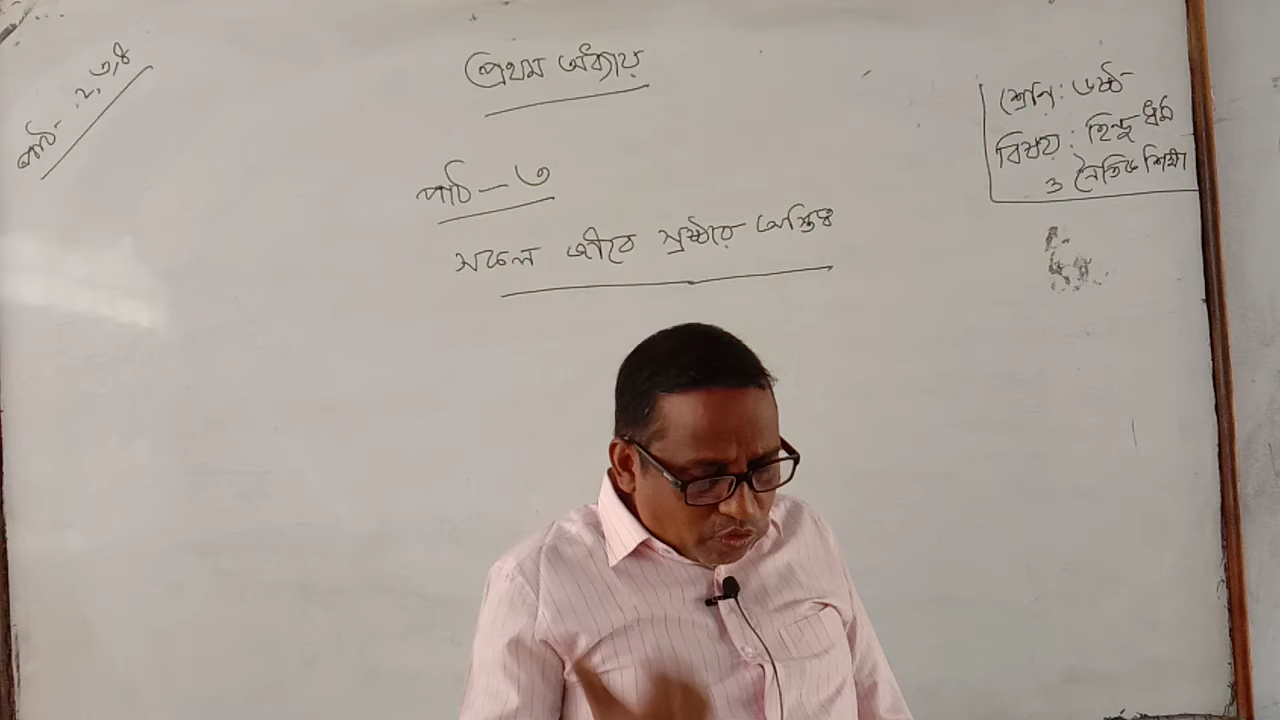 পাঠ- ২, ৩, ৪
প্রথম অধ্যায়
শ্রেণি: ৬ষ্ঠ
বিষয়: হিন্দু ধর্ম
ও নৈতিক শিক্ষা
পাঠ - ৩
সকল জীবে স্রষ্টার অস্তিত্ব